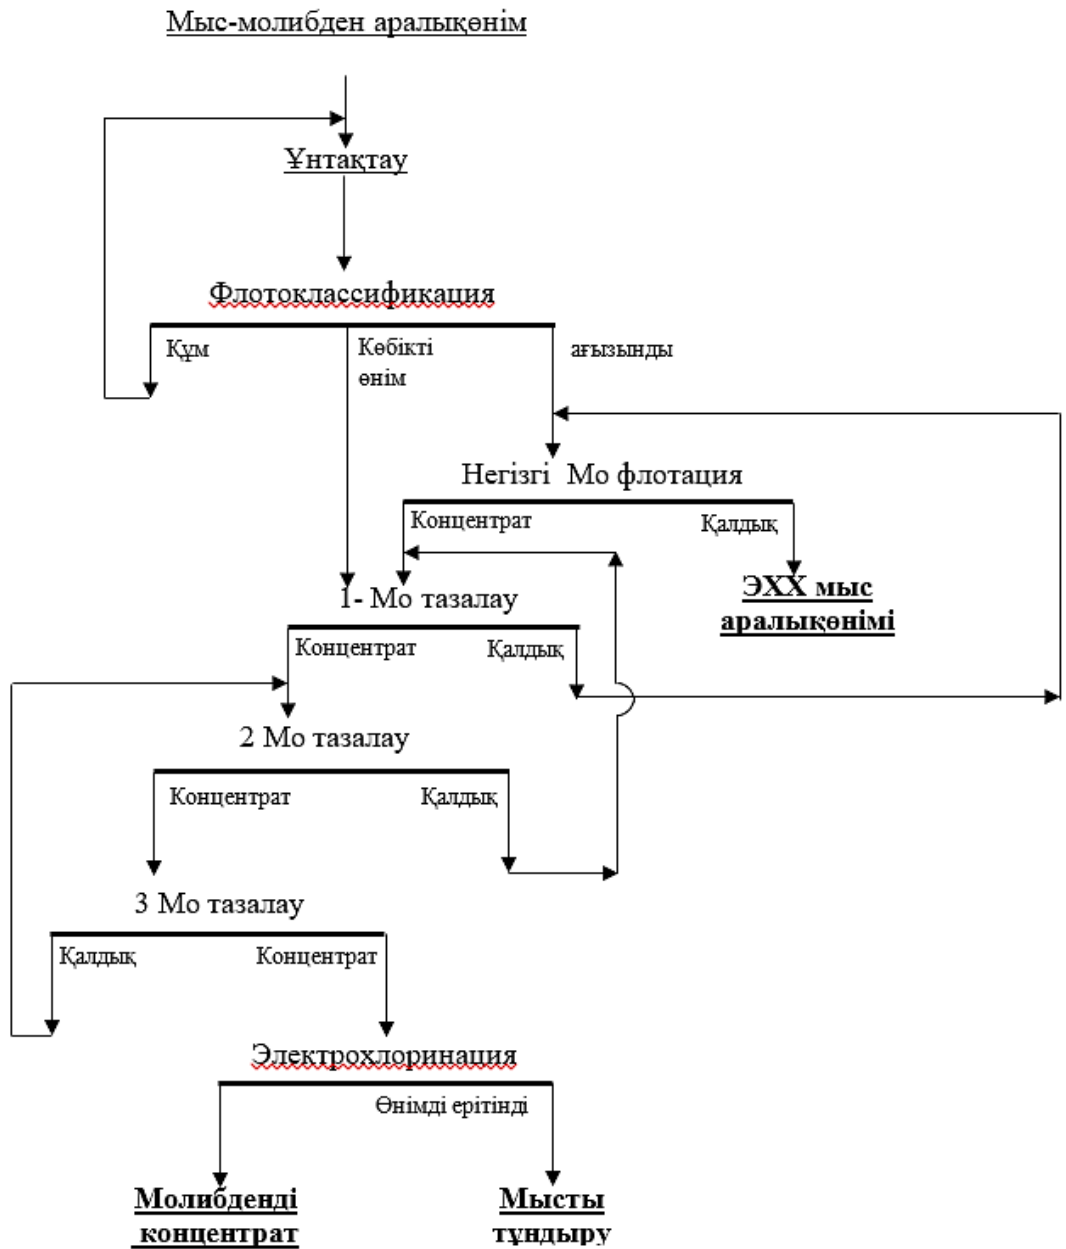 Мыс-молибден аралықөнім
Ұнтақтау
Флотоклассификация
Құм
Көбікті
өнім
ағызынды
Негізгі Мо флотация
Концентрат
Қалдық
ЭХХ мыс
аралықөнімі
1- Мо тазалау
Концентрат
Қалдық
2 Мо тазалау
Концентрат
Қалдық
3 Мо тазалау
Қалдық
Концентрат
Электрохлоринация
Өнімді ерітінді
Молибденді
концентрат
Мысты
тұндыру